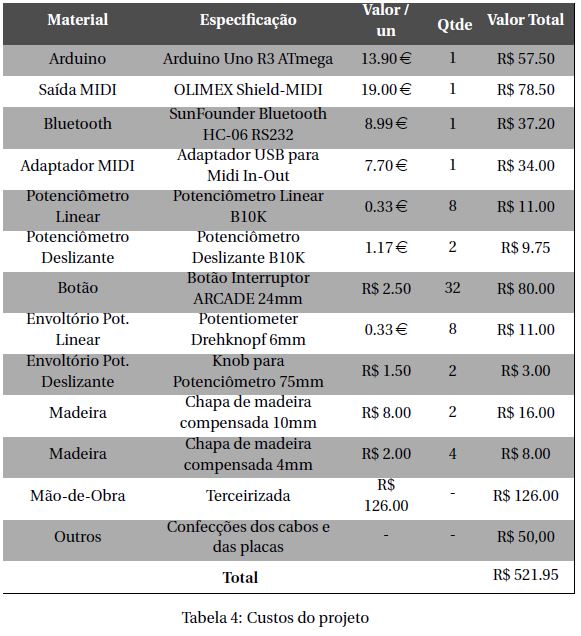 Material Especificação Valor / un Qtde Valor Total
Arduino Arduino Uno R3 ATmega 13.90 € 1 R$ 57.50
Saída MIDI OLIMEX Shield-MIDI 19.00 € 1 R$ 78.50
Bluetooth SunFounder Bluetooth HC-06 RS232 8.99 € 1 R$ 37.20
Adaptador MIDI Adaptador USB para Midi In-Out 7.70 € 1 R$ 34.00
Potenciômetro Linear Potenciômetro Linear B10K 0.33 € 8 R$ 11.00
Potenciômetro Deslizante Potenciômetro Deslizante B10K 1.17 € 2 R$ 9.75
Botão Botão Interruptor ARCADE 24mm R$ 2.50 32 R$ 80.00
Envoltório Pot. Linear Potentiometer Drehknopf 6mm 0.33 € 8 R$ 11.00
Envoltório Pot. Deslizante Knob para Potenciômetro 75mm R$ 1.50 2 R$ 3.00
Madeira Chapa de madeira compensada 10mm R$ 8.00 2 R$ 16.00
Madeira Chapa de madeira compensada 4mm R$ 2.00 4 R$ 8.00
Mão-de-Obra Terceirizada R$ 126.00 - R$ 126.00
Outros Confecções dos cabos e das placas - - R$ 50,00
Total R$ 521.95
Tabela 4: Custos do projeto